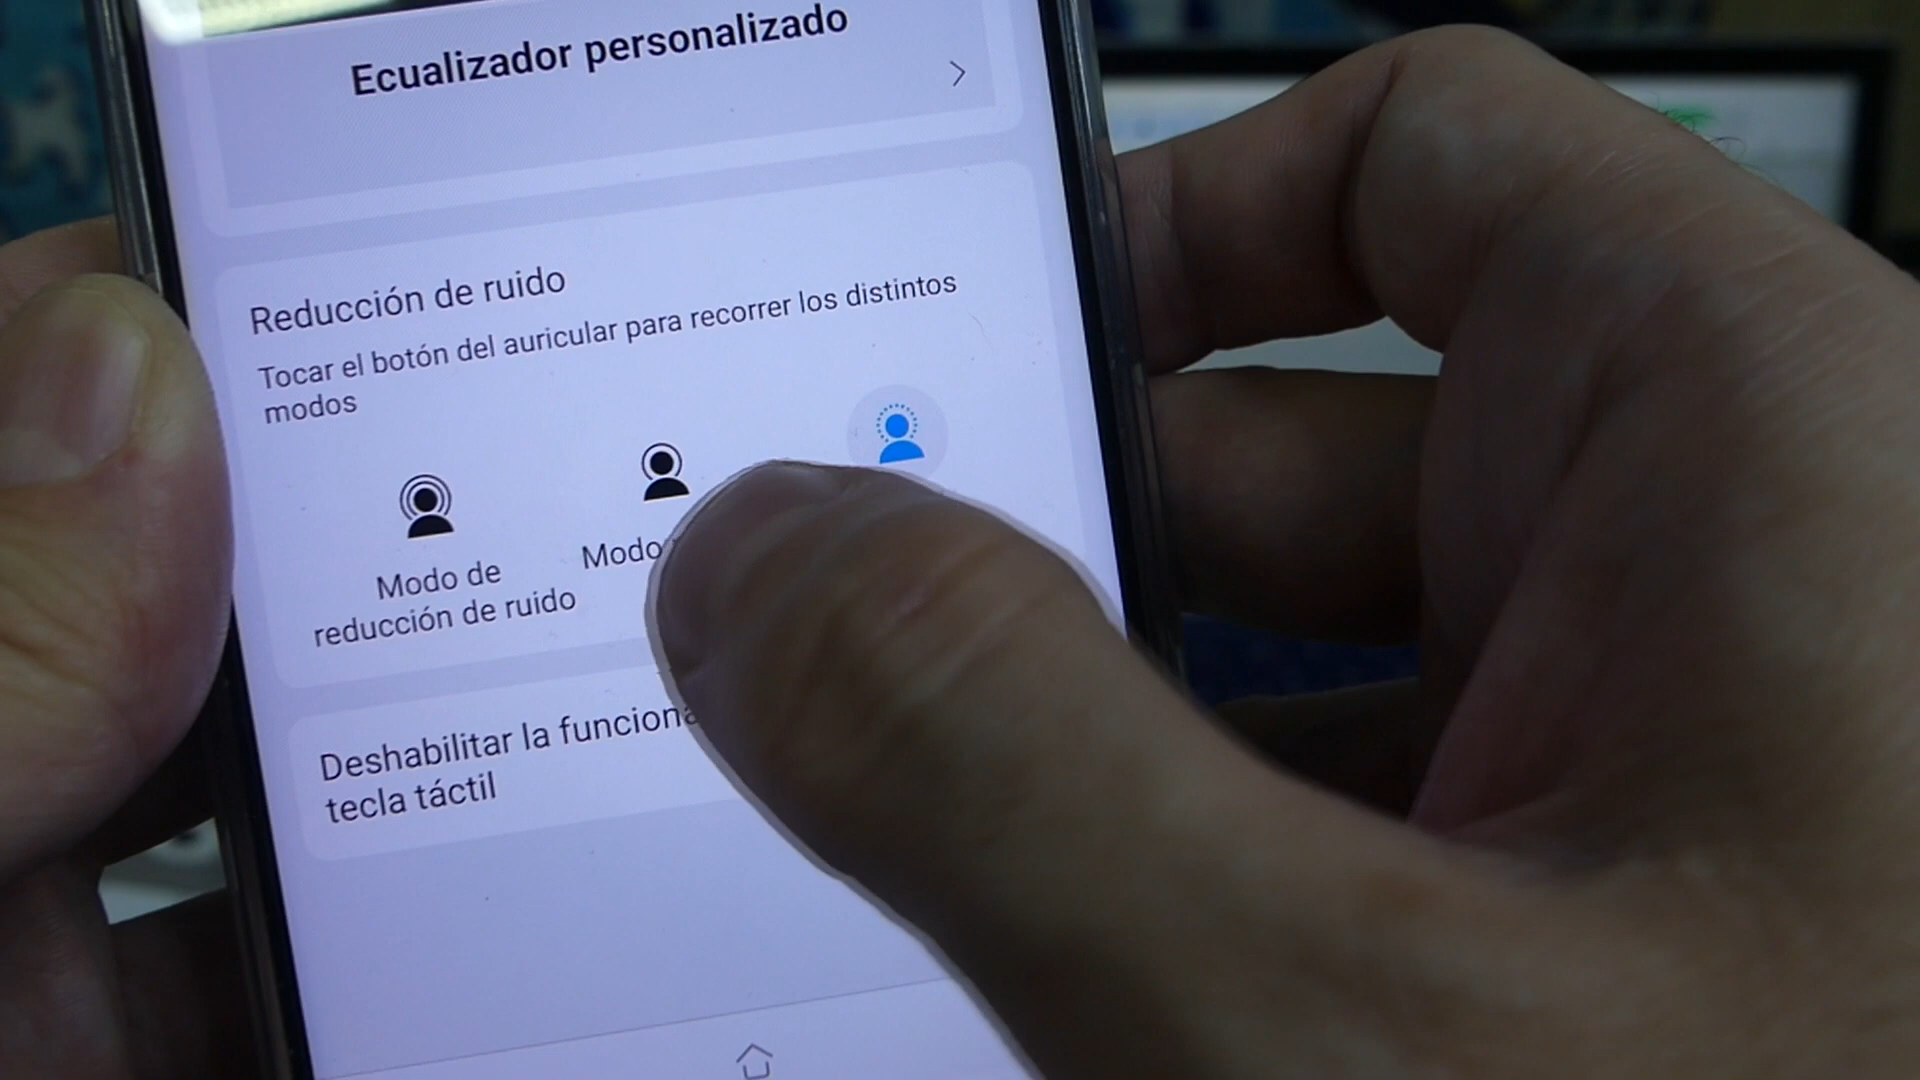 Ecualizador personalizado
Reducción de ruido
Tocar el botón del auricular para recorrer los distintos
modos
Modo de
reducción de ruido
Modo
Deshabilitar la
tecla táctil